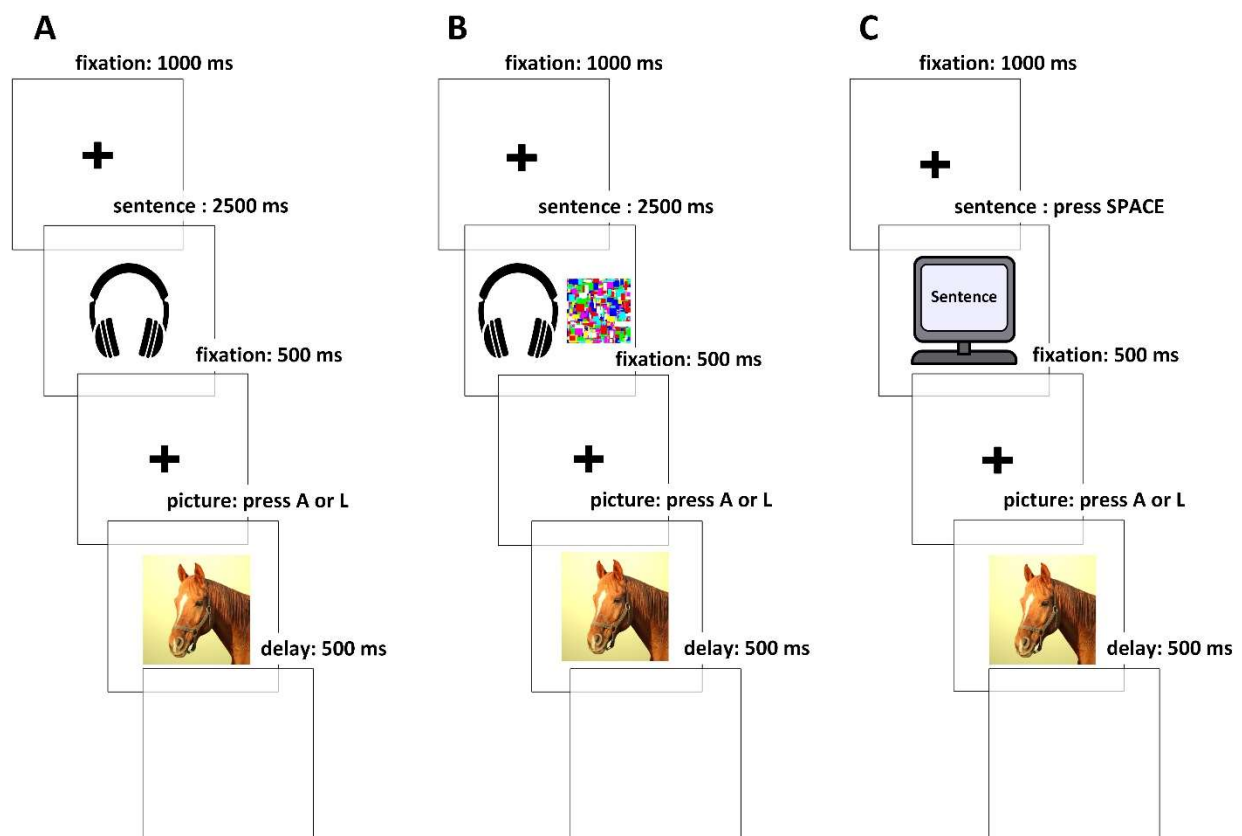 A
fixation: 1000 ms
sentence : 2500 ms
fixation: 500 ms
picture: press A or L
delay: 500 ms
B
fixation: 1000 ms
sentence : 2500 ms
fixation: 500 ms
picture: press A or L
delay: 500 ms
C
fixation: 1000 ms
sentence : press SPACE
Sentence
fixation: 500 ms
picture: press A or L
delay: 500 ms